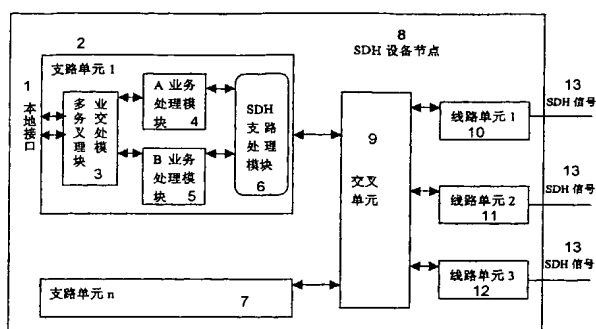 8
SDH 设备节点
2
支路单元 1
1
本地接口
多业
务交
叉处
理模
块
3
A 业务
处理模
块
4
B 业务
处理模
块
5
SDH
支路
处理
模块
6
9
交叉
单元
线路单元 1
10
13
SDH 信号
线路单元 2
11
13
SDH 信号
线路单元 3
12
13
SDH 信号
支路单元 n
7